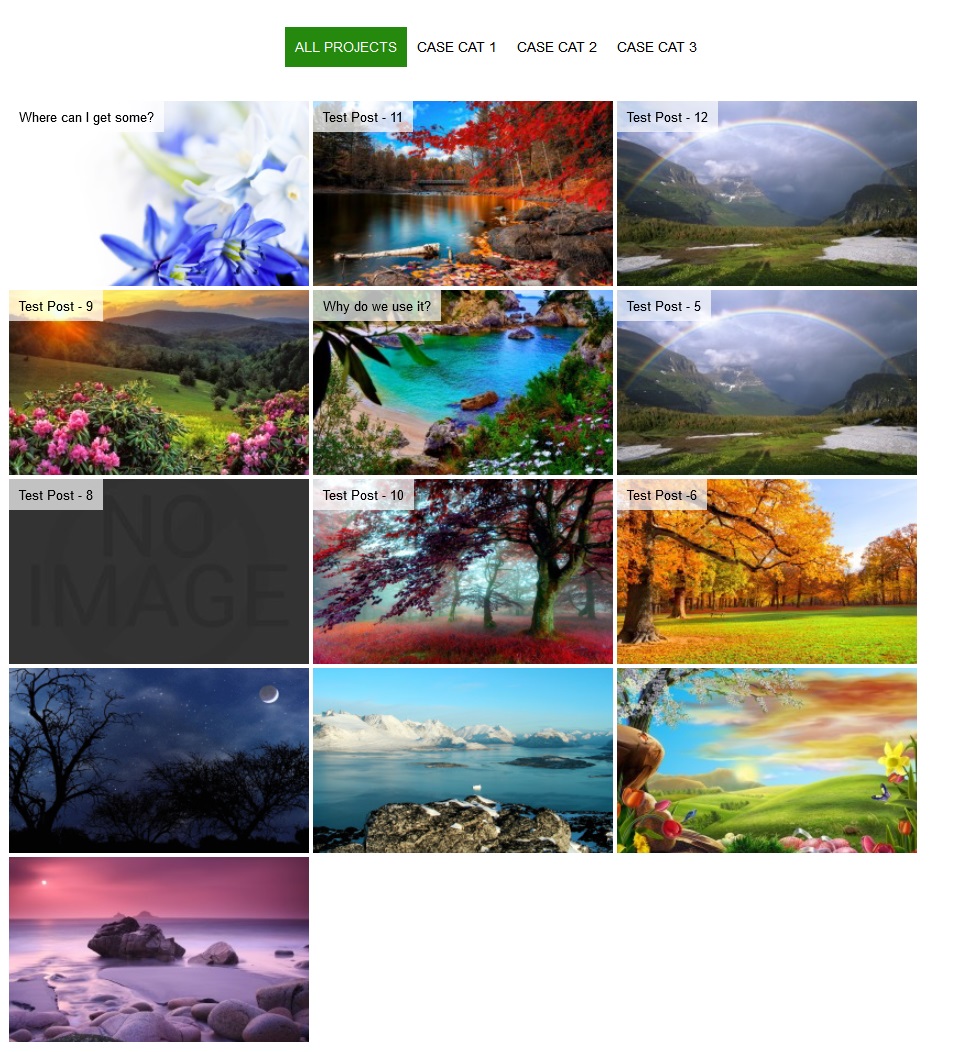 ALL PROJECTS CASE CAT 1 CASE CAT 2 CASE CAT 3
Where can I get some?
Test Post - 11
Test Post - 12
Test Post - 9
Why do we use it?
Test Post - 5
Test Post - 8
NO
IMAGE
Test Post - 10
Test Post -6